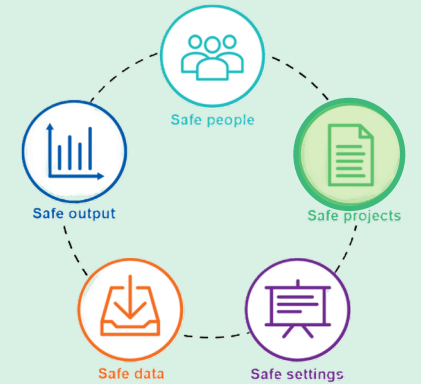 Safe people
Safe output
Safe projects
Safe data
Safe settings